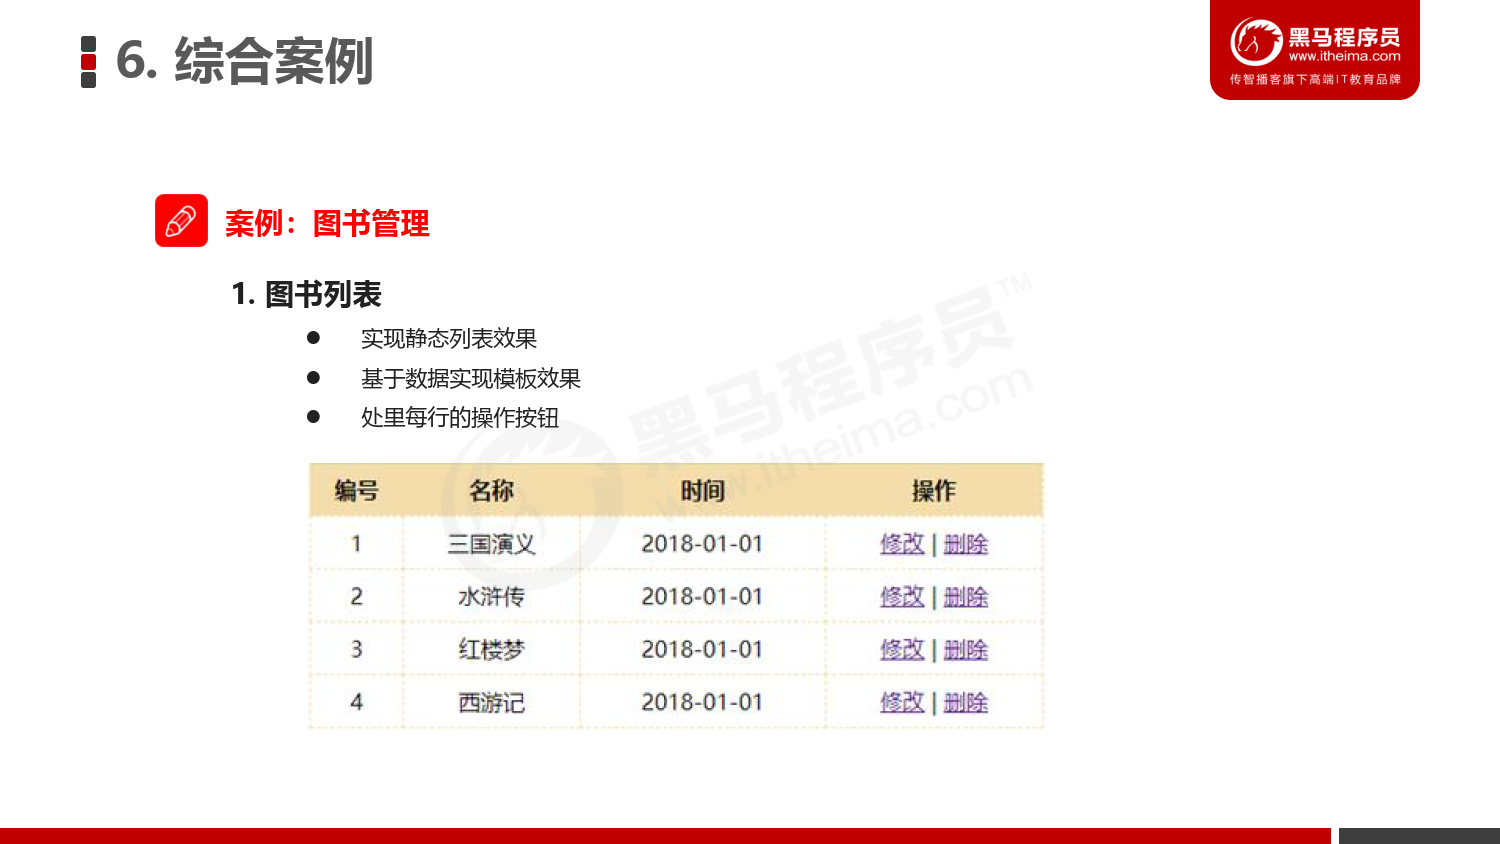 6. 综合案例
黑马程序员
www.itheima.com
传智播客旗下高端IT教育品牌
案例：图书管理
1. 图书列表
● 实现静态列表效果
● 基于数据实现模板效果
● 处里每行的操作按钮
黑马程序员™
www.itheima.com
编号 名称 时间 操作
1 三国演义 2018-01-01 修改 | 删除
2 水浒传 2018-01-01 修改 | 删除
3 红楼梦 2018-01-01 修改 | 删除
4 西游记 2018-01-01 修改 | 删除